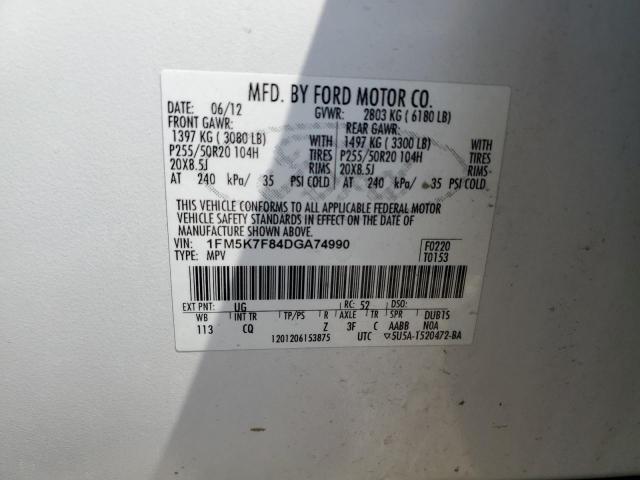 MFD. BY FORD MOTOR CO.
DATE: 06/12 GVWR: 2803 KG ( 6180 LB)
FRONT GAWR: REAR GAWR:
1397 KG ( 3080 LB) 1497 KG ( 3300 LB)
P255/50R20 104H TIRES P255/50R20 104H TIRES
20X8.5J RIMS 20X8.5J RIMS
AT 240 kPa/ 35 PSI COLD AT 240 kPa/ 35 PSI COLD
THIS VEHICLE CONFORMS TO ALL APPLICABLE FEDERAL MOTOR
VEHICLE SAFETY STANDARDS IN EFFECT ON THE DATE OF
MANUFACTURE SHOWN ABOVE.
VIN: 1FM5K7F84DGA74990 F0220
TYPE: MPV T0153
EXT PNT: UG RC: 52 DSO:
WB INT TR TP/PS R AXLE TR SPR DUBTS
113 CQ Z 3F C AABB N0A
1201206153875 UTC ▽5U5A-1520472-BA